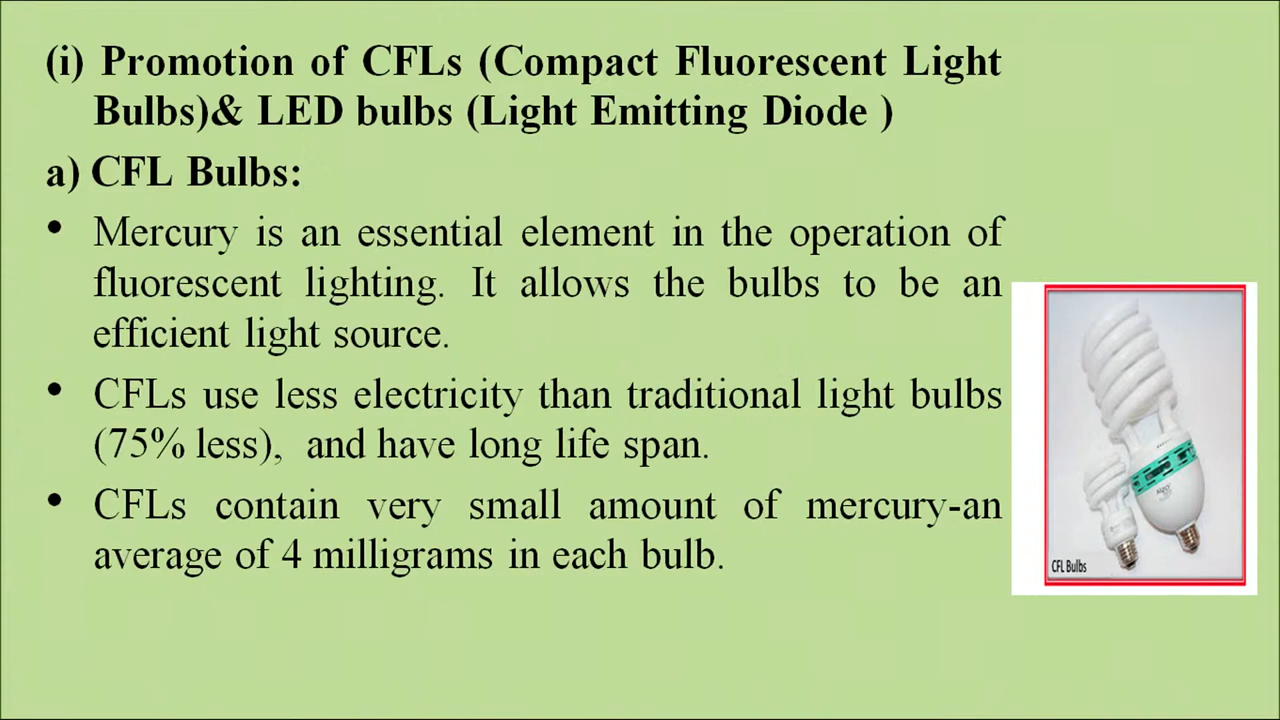 (i) Promotion of CFLs (Compact Fluorescent Light
Bulbs)& LED bulbs (Light Emitting Diode )
a) CFL Bulbs:
• Mercury is an essential element in the operation of
fluorescent lighting. It allows the bulbs to be an
efficient light source.
• CFLs use less electricity than traditional light bulbs
(75% less), and have long life span.
• CFLs contain very small amount of mercury-an
average of 4 milligrams in each bulb.
CFL Bulbs